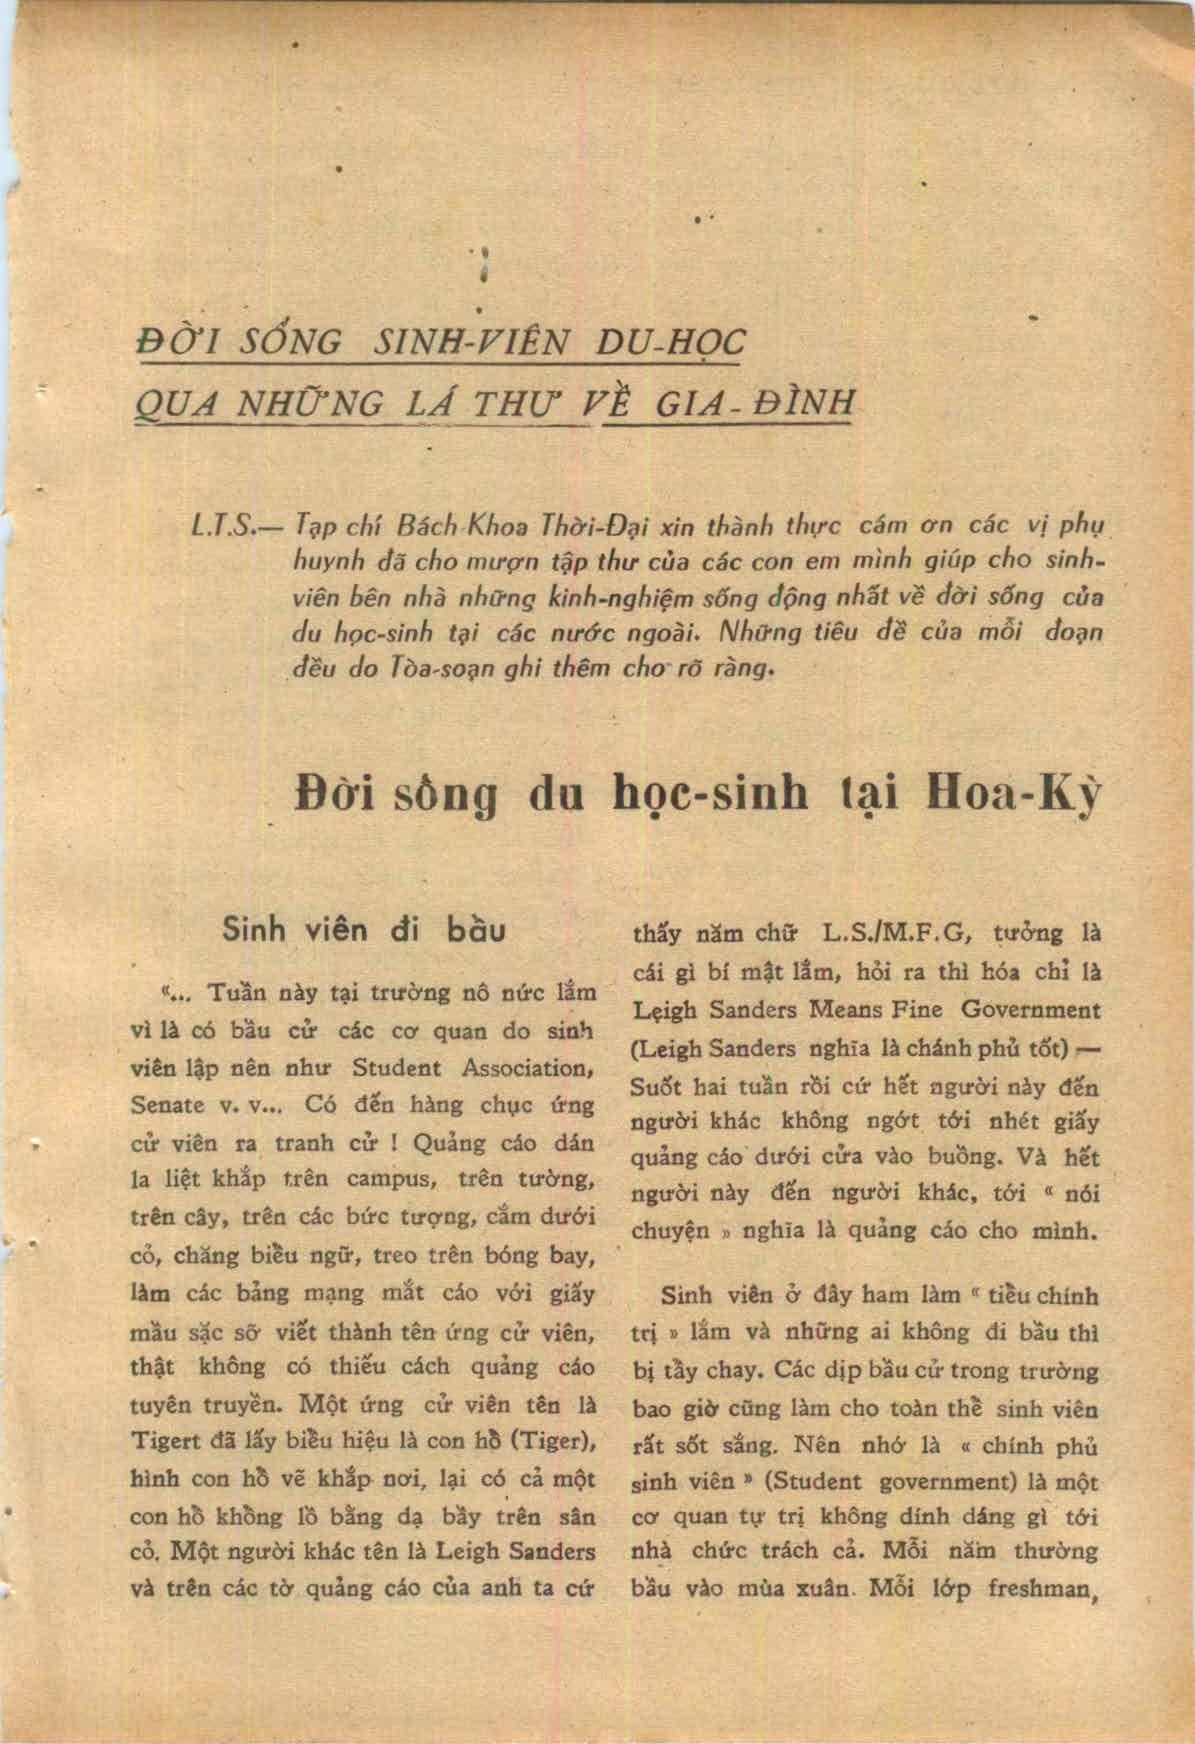 ĐỜI SỐNG SINH-VIÊN DU-HỌC
QUA NHỮNG LÁ THƯ VỀ GIA-ĐÌNH
L.T.S.— Tạp chí Bách Khoa Thời-Đại xin thành thực cám ơn các vị phụ
huynh đã cho mượn tập thư của các con em mình giúp cho sinh-
viên bên nhà những kinh-nghiệm sống động nhất về đời sống của
du học-sinh tại các nước ngoài. Những tiêu đề của mỗi đoạn
đều do Tòa-soạn ghi thêm cho rõ ràng.
Đời sống du học-sinh tại Hoa-Kỳ
Sinh viên đi bầu
«... Tuần này tại trường nô nức lắm
vì là có bầu cử các cơ quan do sinh
viên lập nên như Student Association,
Senate v. v... Có đến hàng chục ứng
cử viên ra tranh cử ! Quảng cáo dán
la liệt khắp trên campus, trên tường,
trên cây, trên các bức tượng, cắm dưới
cỏ, chăng biểu ngữ, treo trên bóng bay,
làm các bảng mạng mắt cáo với giấy
mầu sặc sỡ viết thành tên ứng cử viên,
thật không có thiếu cách quảng cáo
tuyên truyền. Một ứng cử viên tên là
Tigert đã lấy biểu hiệu là con hổ (Tiger),
hình con hổ vẽ khắp nơi, lại có cả một
con hổ khổng lồ bằng dạ bầy trên sân
cỏ. Một người khác tên là Leigh Sanders
và trên các tờ quảng cáo của anh ta cứ
thấy năm chữ L.S./M.F.G, tưởng là
cái gì bí mật lắm, hỏi ra thì hóa chỉ là
Leigh Sanders Means Fine Government
(Leigh Sanders nghĩa là chánh phủ tốt) —
Suốt hai tuần rồi cứ hết người này đến
người khác không ngớt tới nhét giấy
quảng cáo dưới cửa vào buồng. Và hết
người này đến người khác, tới « nói
chuyện » nghĩa là quảng cáo cho mình.
Sinh viên ở đây ham làm « tiểu chính
trị » lắm và những ai không đi bầu thì
bị tẩy chay. Các dịp bầu cử trong trường
bao giờ cũng làm cho toàn thể sinh viên
rất sốt sắng. Nên nhớ là « chính phủ
sinh viên » (Student government) là một
cơ quan tự trị không dính dáng gì tới
nhà chức trách cả. Mỗi năm thường
bầu vào mùa xuân. Mỗi lớp freshman,